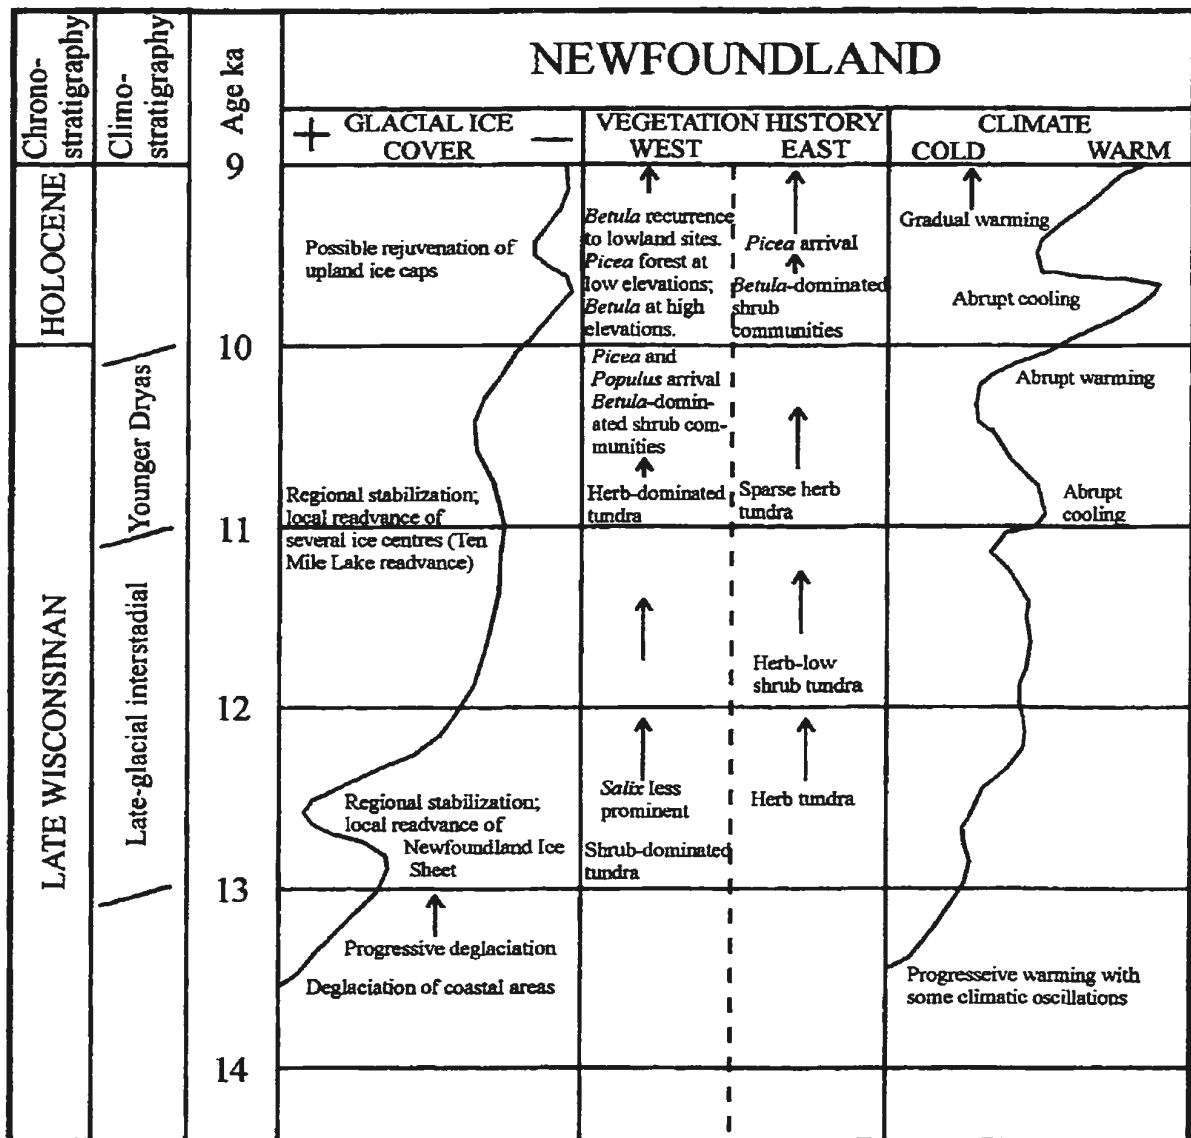 Chrono-
stratigraphy
Climo-
stratigraphy
Age ka
NEWFOUNDLAND
+ GLACIAL ICE —
COVER
VEGETATION HISTORY
WEST EAST
CLIMATE
COLD WARM
HOLOCENE
LATE WISCONSINAN
Younger Dryas
Late-glacial interstadial
9
10
11
12
13
14
Possible rejuvenation of
upland ice caps
Regional stabilization;
local readvance of
several ice centres (Ten
Mile Lake readvance)
Regional stabilization;
local readvance of
Newfoundland Ice
Sheet
Progressive deglaciation
Deglaciation of coastal areas
Betula recurrence
to lowland sites.
Picea forest at
low elevations;
Betula at high
elevations.
Picea and
Populus arrival
Betula-domin-
ated shrub com-
munities
Herb-dominated
tundra
Salix less
prominent
Shrub-dominated
tundra
Picea arrival
Betula-dominated
shrub
communities
Sparse herb
tundra
Herb-low
shrub tundra
Herb tundra
Gradual warming
Abrupt cooling
Abrupt warming
Abrupt
cooling
Progresseive warming with
some climatic oscillations